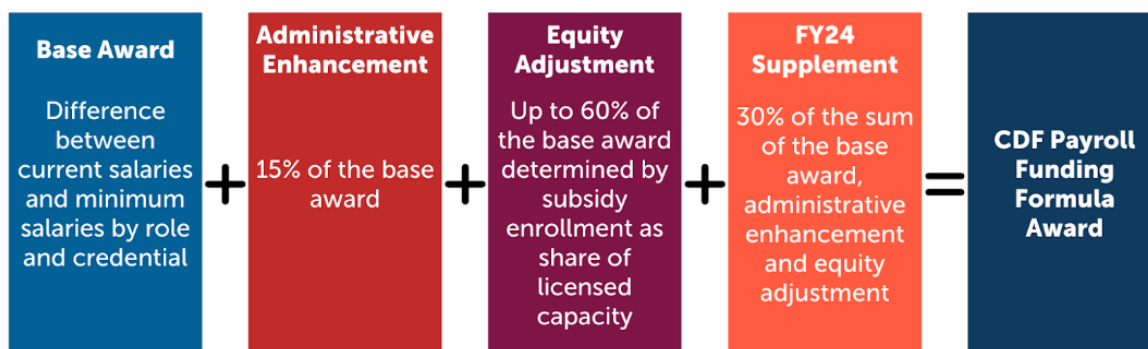 Base Award
Difference
between
current salaries
and minimum
salaries by role
and credential
+
Administrative
Enhancement
15% of the base
award
+
Equity
Adjustment
Up to 60% of
the base award
determined by
subsidy
enrollment as
share of
licensed
capacity
+
FY24
Supplement
30% of the sum
of the base
award,
administrative
enhancement
and equity
adjustment
=
CDF Payroll
Funding
Formula
Award